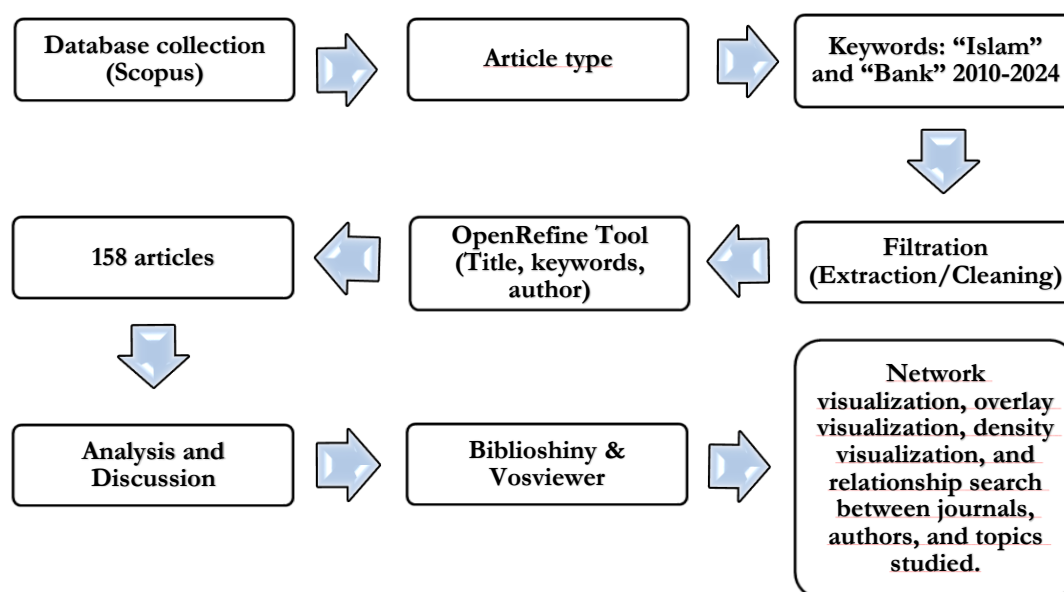 Database collection
(Scopus)
Article type
Keywords: “Islam”
and “Bank” 2010-2024
Filtration
(Extraction/Cleaning)
OpenRefine Tool
(Title, keywords,
author)
158 articles
Analysis and
Discussion
Biblioshiny &
Vosviewer
Network
visualization, overlay
visualization, density
visualization, and
relationship search
between journals,
authors, and topics
studied.